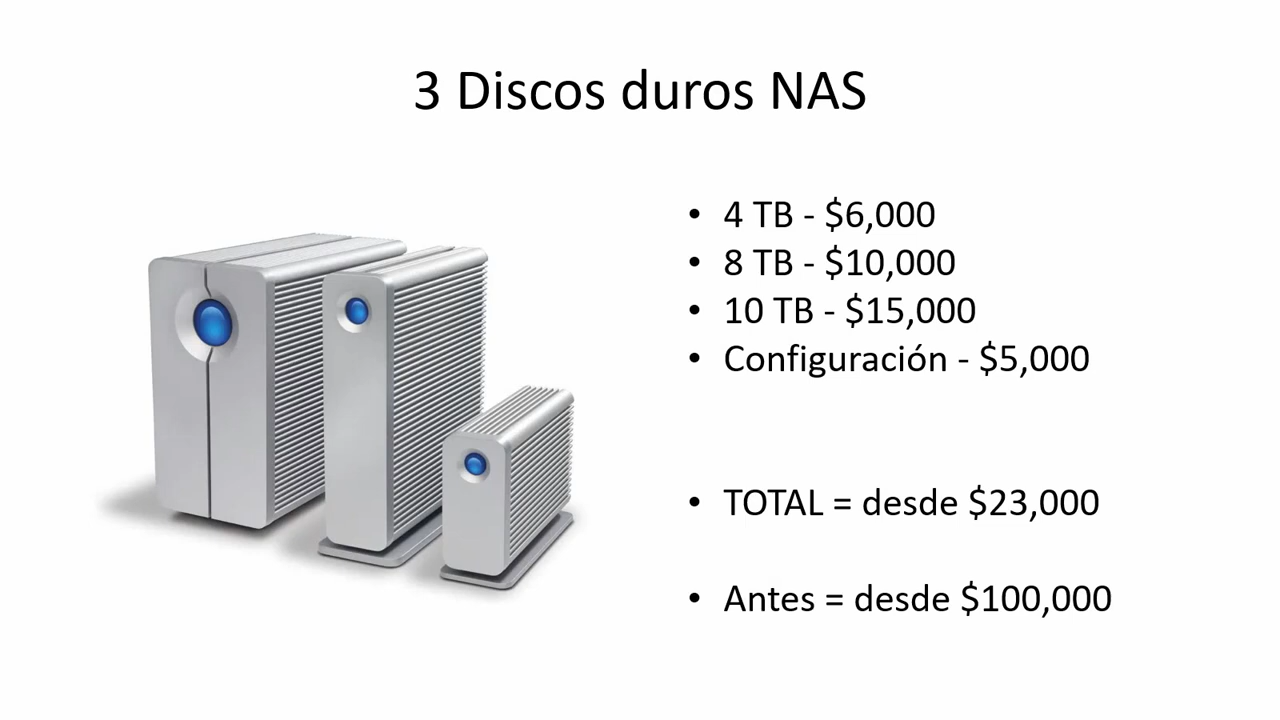 3 Discos duros NAS
• 4 TB - $6,000
• 8 TB - $10,000
• 10 TB - $15,000
• Configuración - $5,000
• TOTAL = desde $23,000
• Antes = desde $100,000